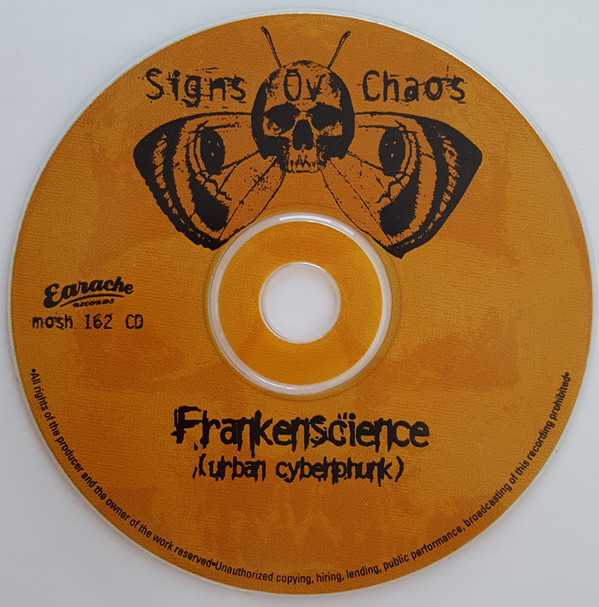 Signs Ov Chaos
Earache
RECORDS
mosh 162 CD
Frankenscience
(urban cyberphunk)
•All rights of the producer and the owner of the work reserved•Unauthorized copying, hiring, lending, public performance, broadcasting of this recording prohibited•